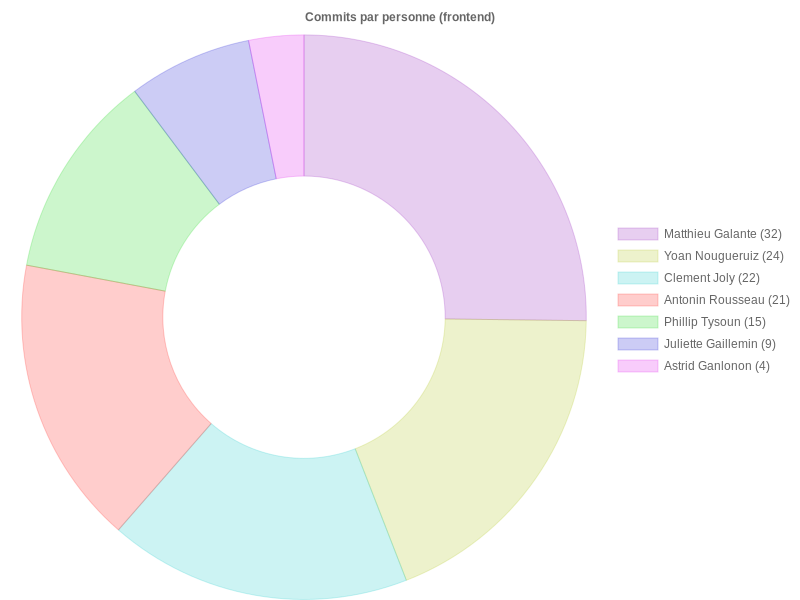 Commits par personne (frontend)
Matthieu Galante (32)
Yoan Nougueruiz (24)
Clement Joly (22)
Antonin Rousseau (21)
Phillip Tysoun (15)
Juliette Gaillemin (9)
Astrid Ganlonon (4)